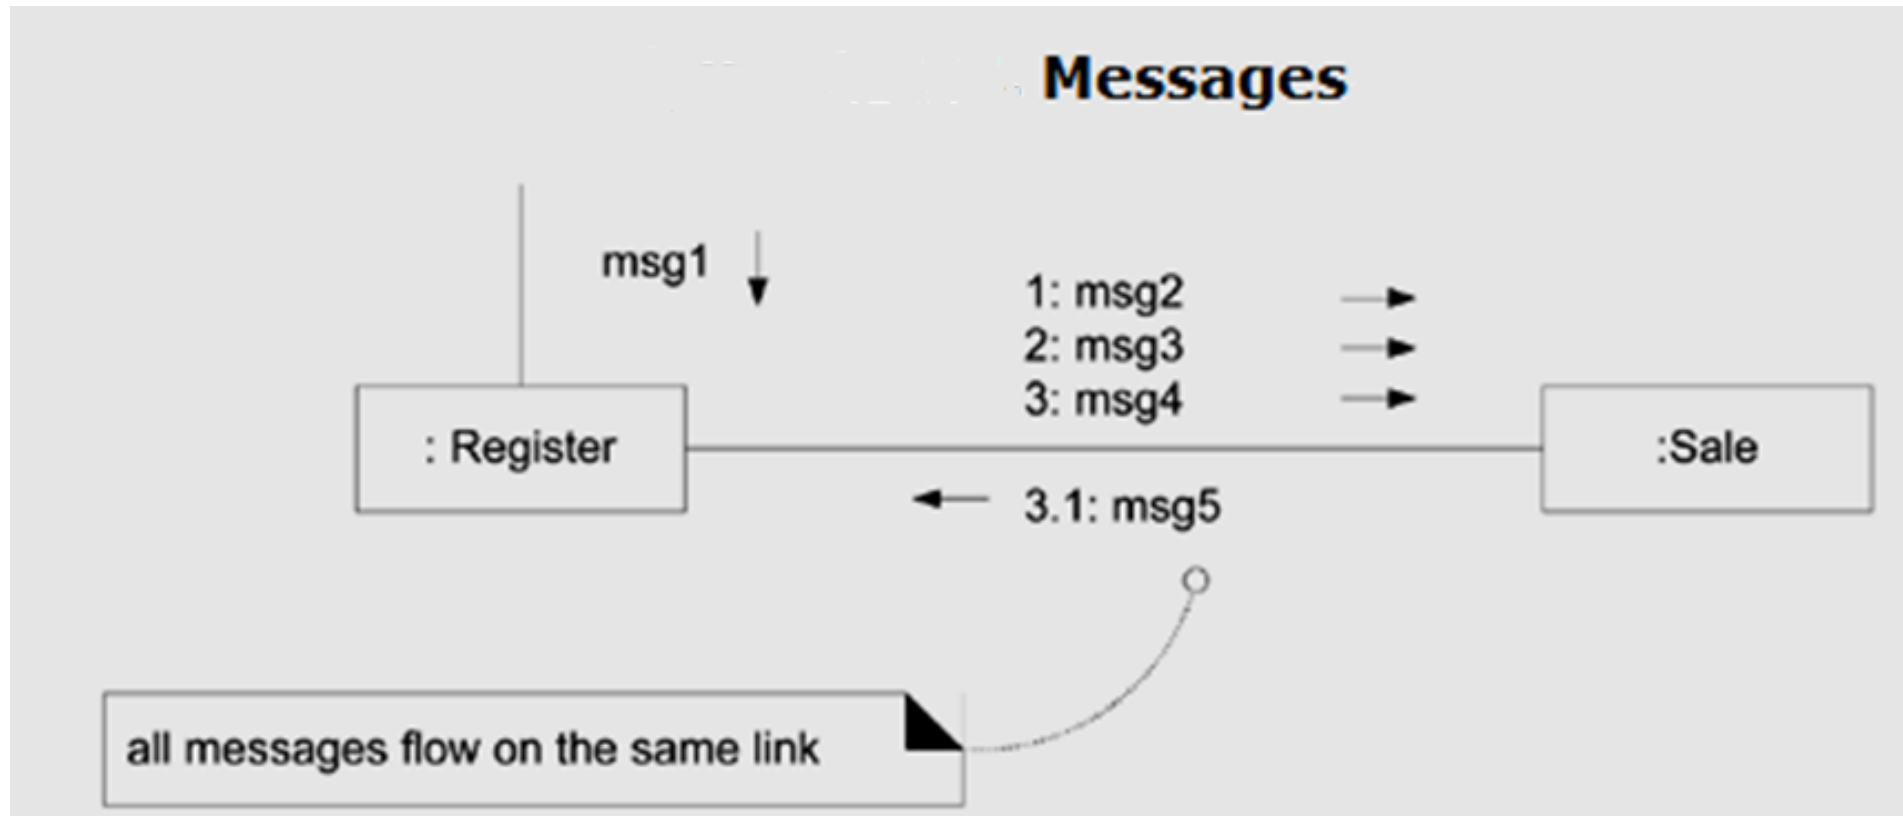 Messages
msg1
1: msg2
2: msg3
3: msg4
: Register
:Sale
3.1: msg5
all messages flow on the same link